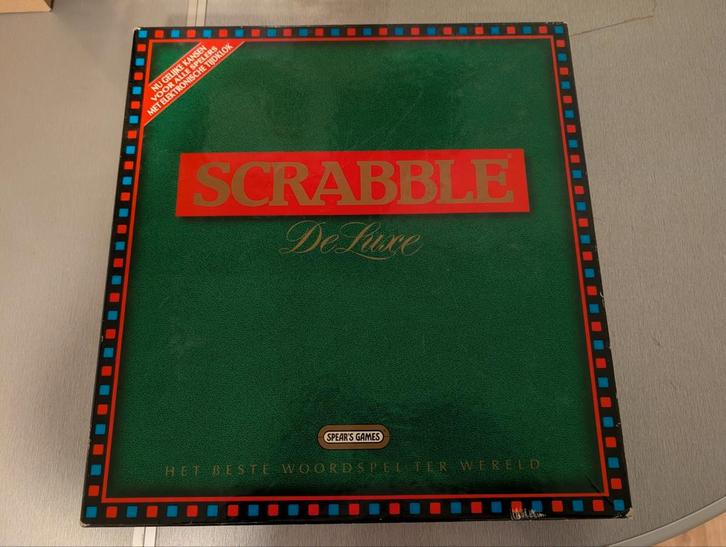 NU GELIJKE KANSEN
VOOR ALLE SPELERS
MET ELEKTRONISCHE TIJDKLOK
SCRABBLE®
De Luxe
SPEAR'S GAMES
HET BESTE WOORDSPEL TER WERELD